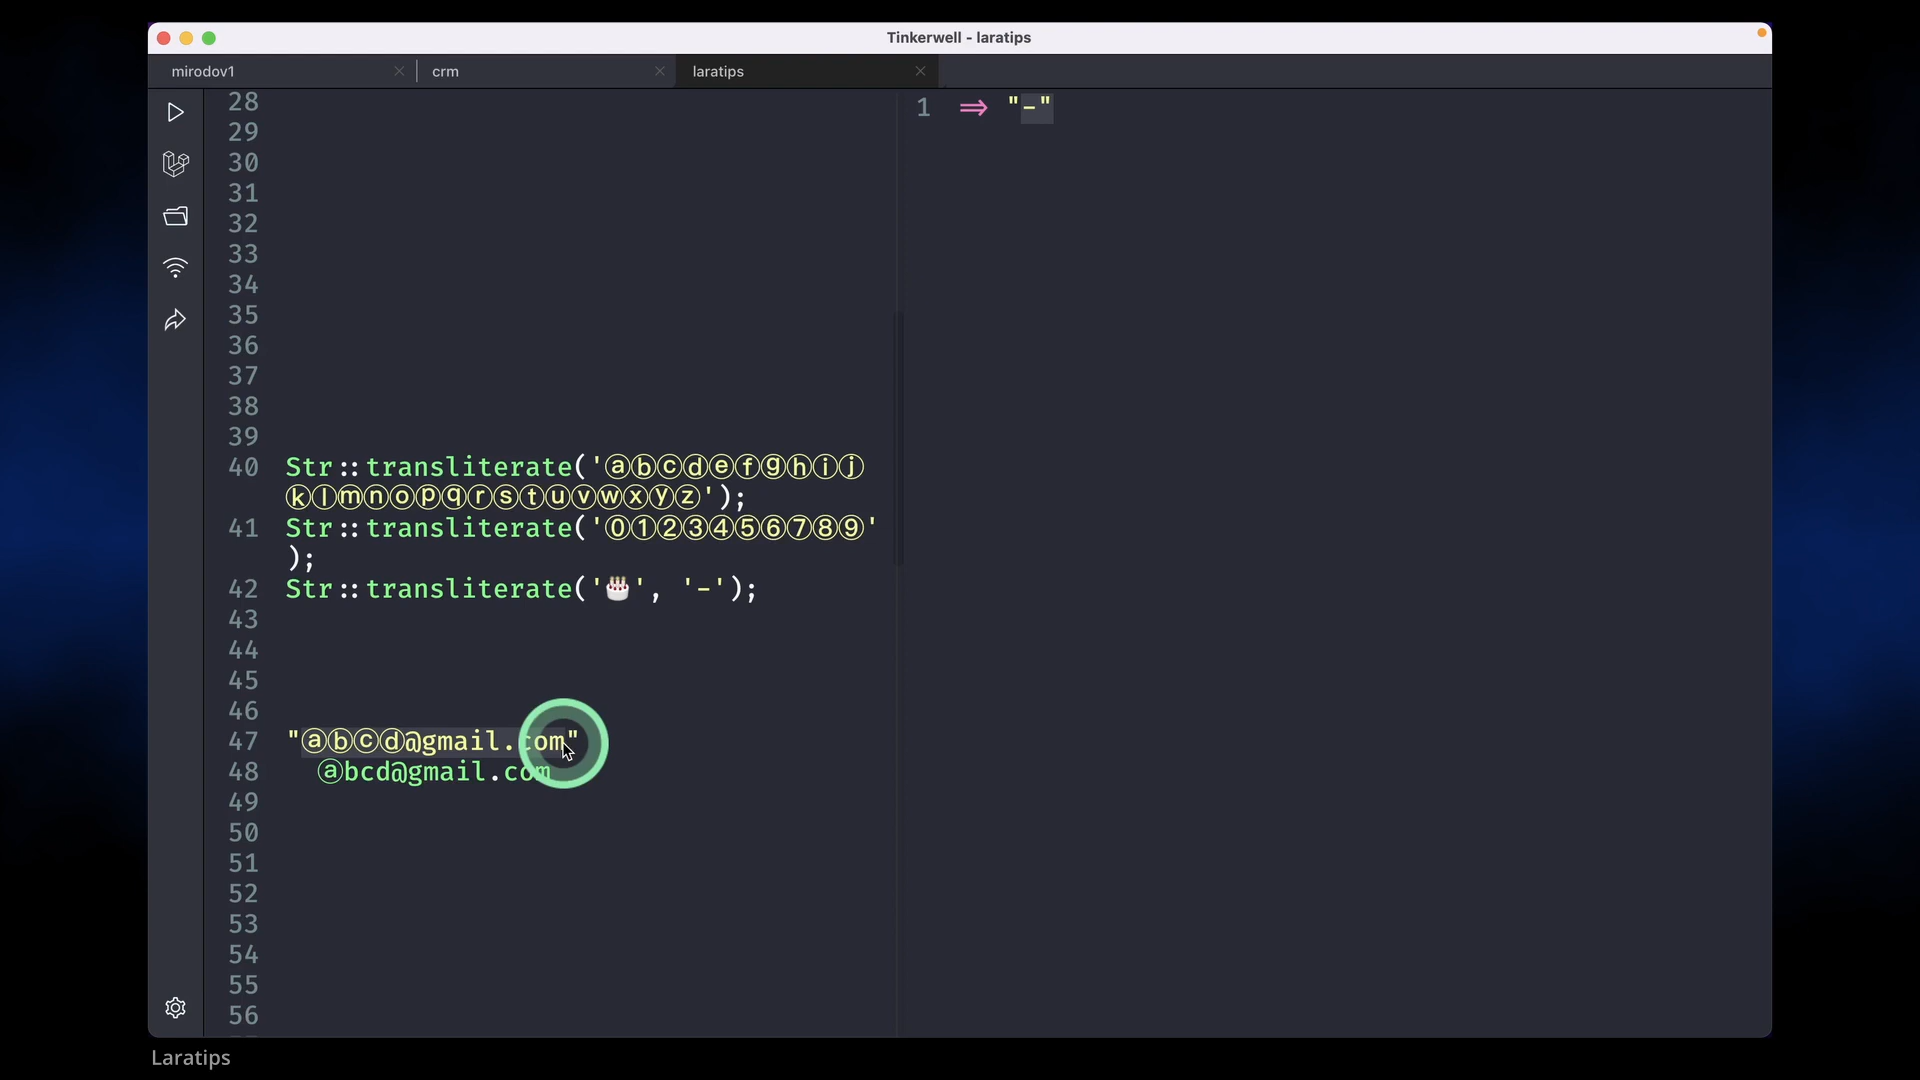 Tinkerwell - laratips
mirodov1
crm
laratips
28
29
30
31
32
33
34
35
36
37
38
39
40 Str::transliterate('ⓐⓑⓒⓓⓔⓕⓖⓗⓘⓙ
ⓚⓛⓜⓝⓞⓟⓠⓡⓢⓣⓤⓥⓦⓧⓨⓩ');
41 Str::transliterate('⓪①②③④⑤⑥⑦⑧⑨'
);
42 Str::transliterate('🎂', '-');
43
44
45
46
47 "ⓐⓑⓒⓓ@gmail.com"
48 ⓐbcd@gmail.com
49
50
51
52
53
54
55
56
1 => "-"
Laratips